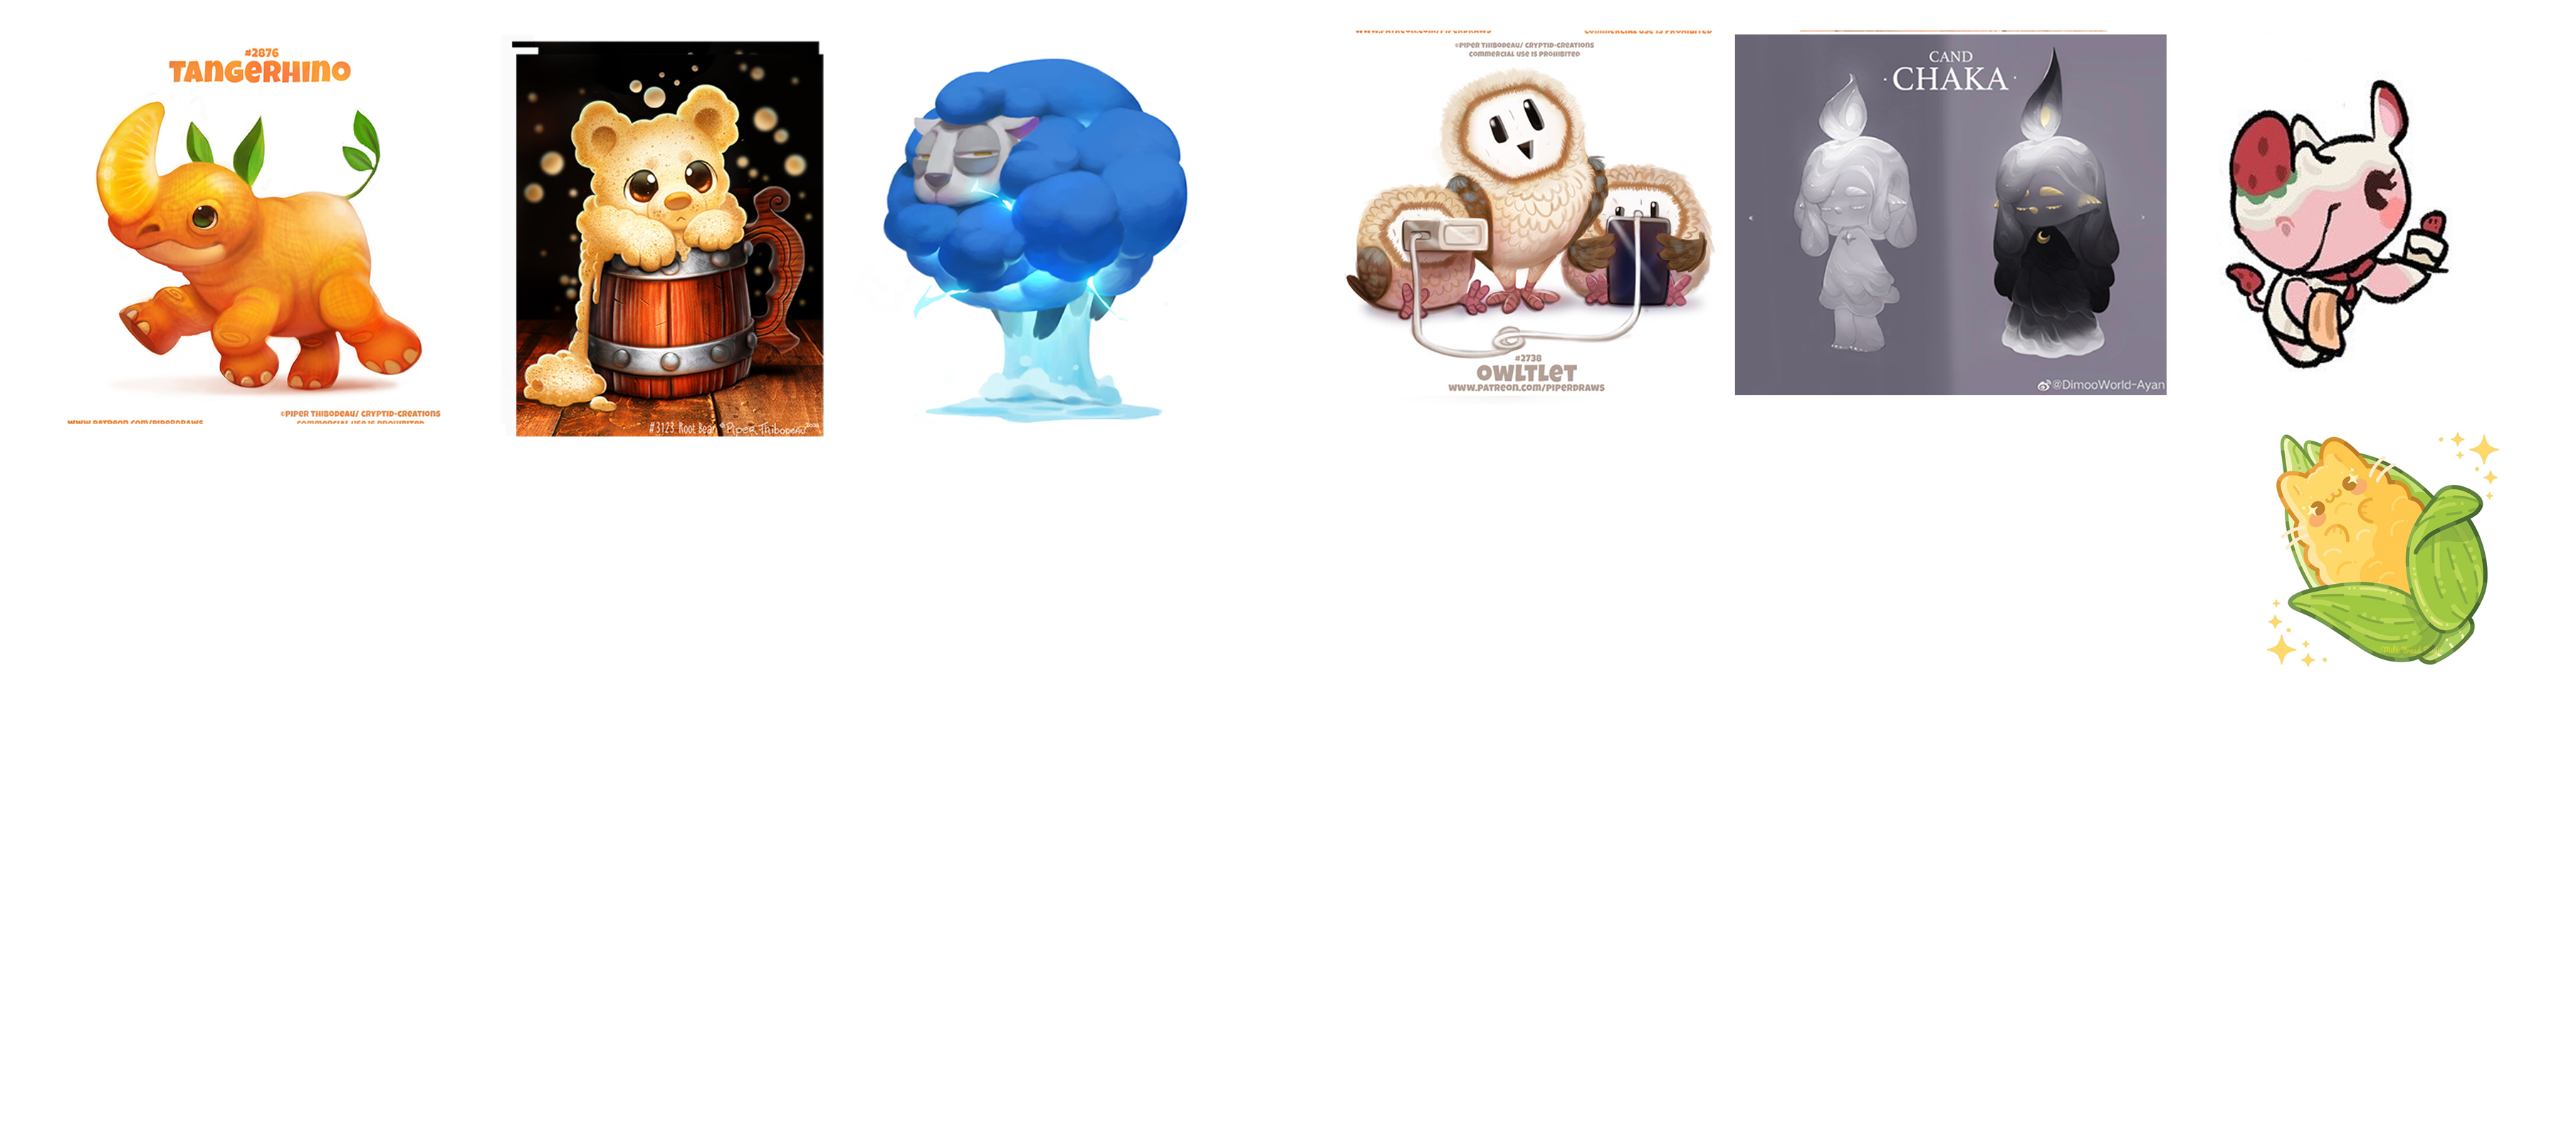 #2876
TANGERHINO
WWW.PATREON.COM/PIPERDRAWS
©PIPER THIBODEAU/ CRYPTID-CREATIONS
COMMERCIAL USE IS PROHIBITED
#3123. Root Bear © Piper Thibodeau
WWW.PATREON.COM/PIPERDRAWS
COMMERCIAL USE IS PROHIBITED
©PIPER THIBODEAU/ CRYPTID-CREATIONS
COMMERCIAL USE IS PROHIBITED
#2738
OWLTLET
WWW.PATREON.COM/PIPERDRAWS
CAND
· CHAKA ·
@DimooWorld-Ayan